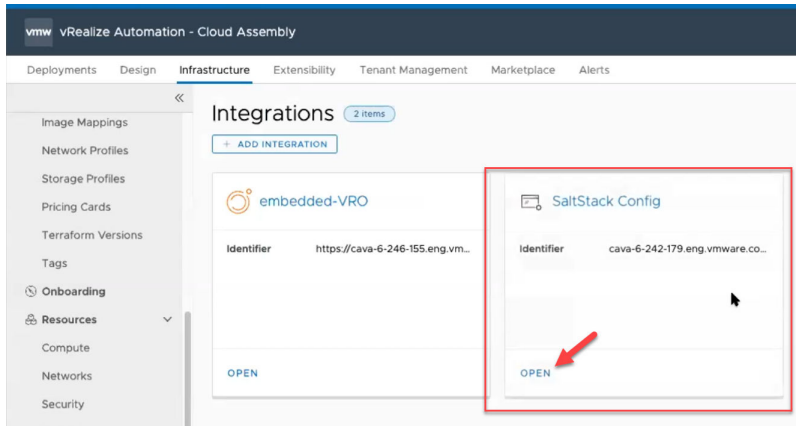 vmw vRealize Automation - Cloud Assembly
Deployments Design Infrastructure Extensibility Tenant Management Marketplace Alerts
Image Mappings
Network Profiles
Storage Profiles
Pricing Cards
Terraform Versions
Tags
Onboarding
Resources
Compute
Networks
Security
Integrations 2 items
+ ADD INTEGRATION
embedded-VRO
Identifier https://cava-6-246-155.eng.vm...
OPEN
SaltStack Config
Identifier cava-6-242-179.eng.vmware.co...
OPEN